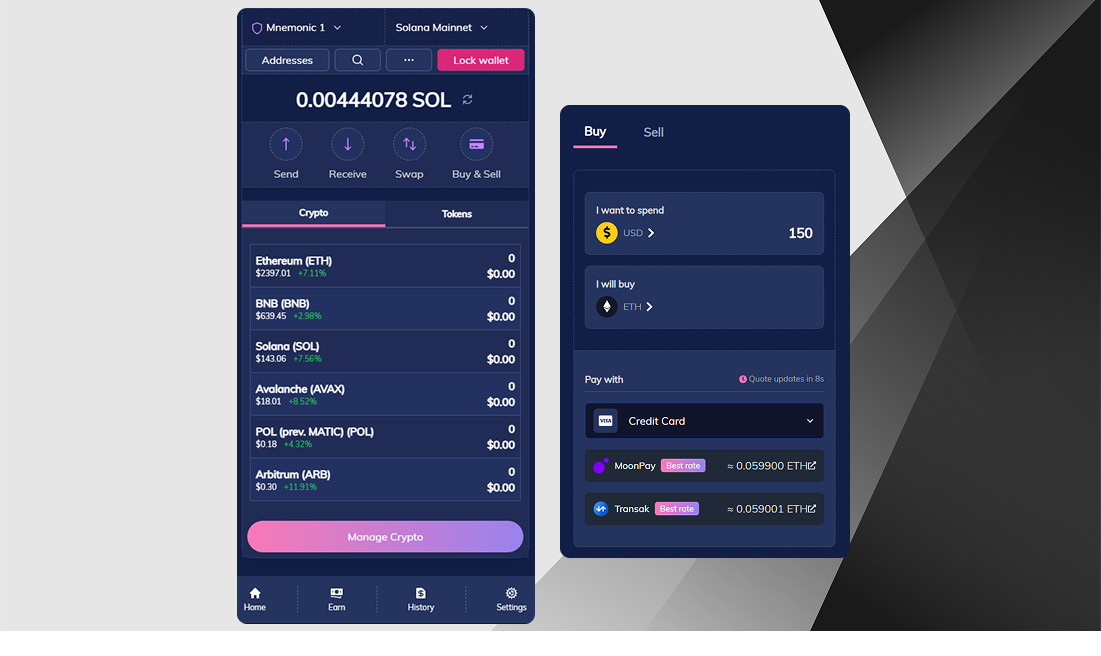 Mnemonic 1
Solana Mainnet
Addresses
Lock wallet
0.00444078 SOL
Send
Receive
Swap
Buy & Sell
Crypto
Tokens
Ethereum (ETH)
0
$2397.01 +7.11%
$0.00
BNB (BNB)
0
$639.45 +2.98%
$0.00
Solana (SOL)
0
$143.06 +7.56%
$0.00
Avalanche (AVAX)
0
$18.01 +8.52%
$0.00
POL (prev. MATIC) (POL)
0
$0.18 +4.32%
$0.00
Arbitrum (ARB)
0
$0.30 +11.91%
$0.00
Manage Crypto
Home
Earn
History
Settings
Buy
Sell
I want to spend
USD
150
I will buy
ETH
Pay with
Quote updates in 8s
VISA
Credit Card
MoonPay
Best rate
≈ 0.059900 ETH
Transak
Best rate
≈ 0.059001 ETH